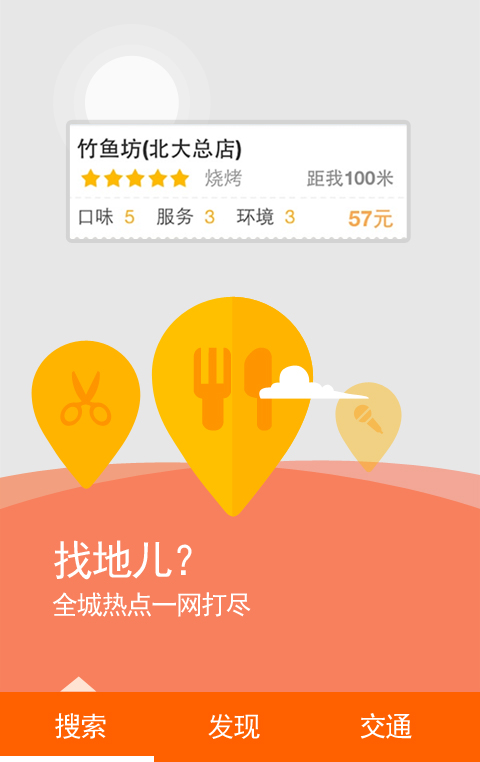 竹鱼坊(北大总店)
烧烤 距我100米
口味 5 服务 3 环境 3 57元
找地儿?
全城热点一网打尽
搜索 发现 交通